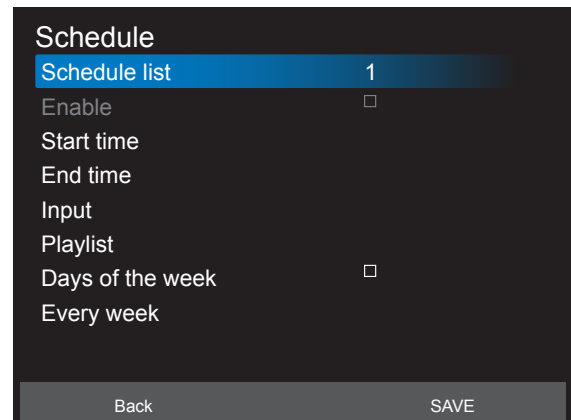 Schedule
Schedule list 1
Enable
Start time
End time
Input
Playlist
Days of the week
Every week
Back SAVE